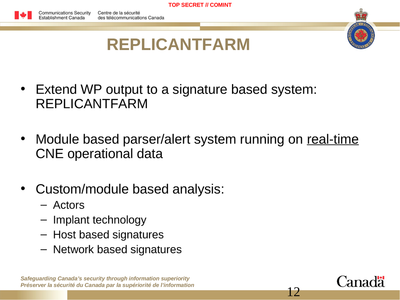 TOP SECRET // COMINT
Communications Security Centre de la sécurité
Establishment Canada des télécommunications Canada
REPLICANTFARM
• Extend WP output to a signature based system:
REPLICANTFARM
• Module based parser/alert system running on real-time
CNE operational data
• Custom/module based analysis:
– Actors
– Implant technology
– Host based signatures
– Network based signatures
Safeguarding Canada's security through information superiority
Préserver la sécurité du Canada par la supériorité de l'information
12
Canada